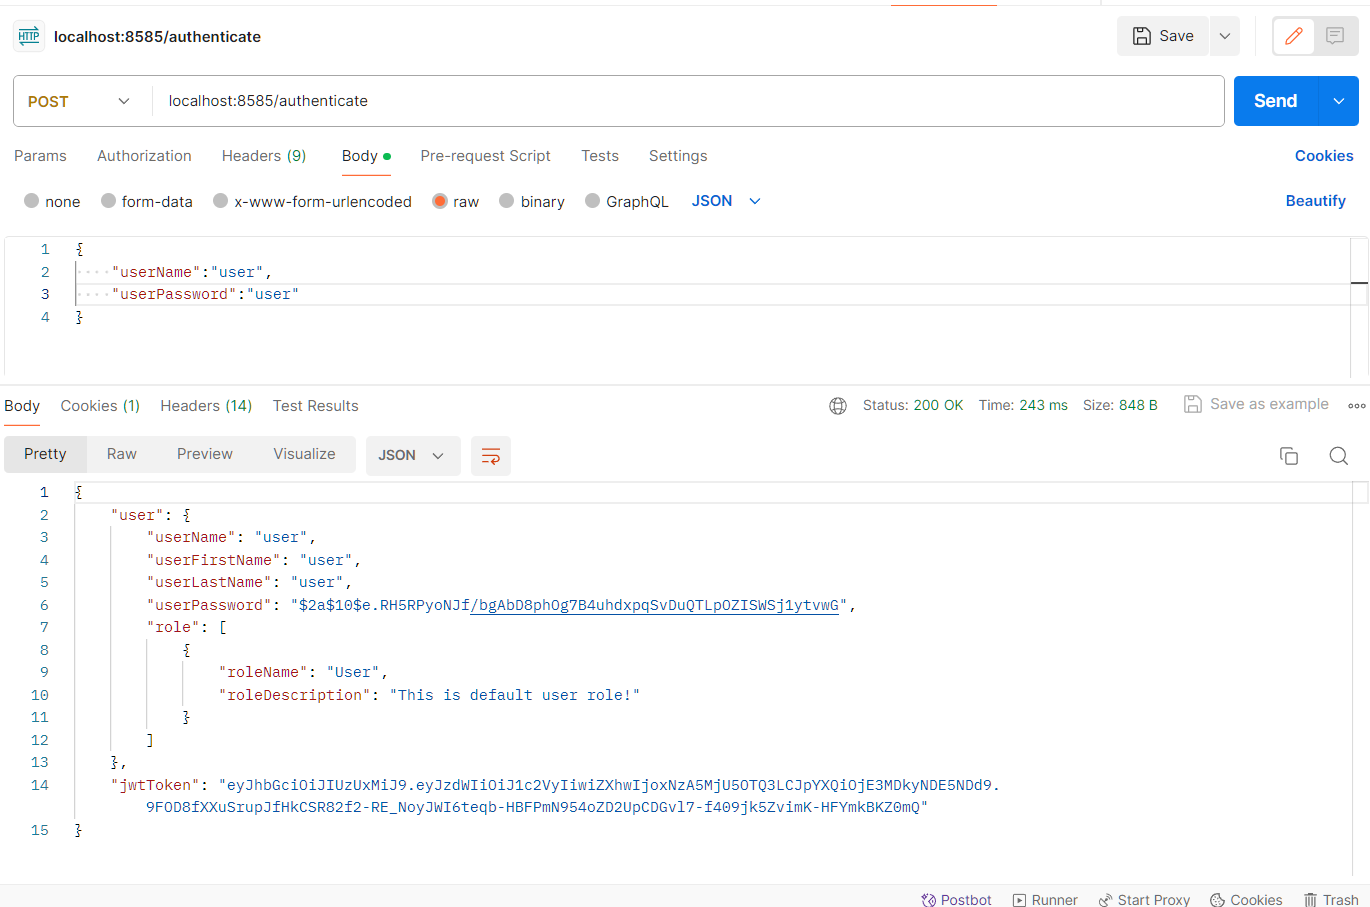 HTTP localhost:8585/authenticate Save
POST localhost:8585/authenticate Send
Params Authorization Headers (9) Body Pre-request Script Tests Settings Cookies
none form-data x-www-form-urlencoded raw binary GraphQL JSON Beautify
1 {
2 ····"userName":"user",
3 ····"userPassword":"user"
4 }
Body Cookies (1) Headers (14) Test Results Status: 200 OK Time: 243 ms Size: 848 B Save as example
Pretty Raw Preview Visualize JSON
1 {
2 "user": {
3 "userName": "user",
4 "userFirstName": "user",
5 "userLastName": "user",
6 "userPassword": "$2a$10$e.RH5RPyoNJf/bgAbD8phOg7B4uhdxpqSvDuQTLpOZISWSj1ytvwG",
7 "role": [
8 {
9 "roleName": "User",
10 "roleDescription": "This is default user role!"
11 }
12 ]
13 },
14 "jwtToken": "eyJhbGciOiJIUzUxMiJ9.eyJzdWIiOiJ1c2VyIiwiZXhwIjoxNzA5MjU5OTQ3LCJpYXQiOjE3MDkyNDE5NDd9.
9FOD8fXXuSrupJfHkCSR82f2-RE_NoyJWI6teqb-HBFPmN954oZD2UpCDGvl7-f409jk5ZvimK-HFYmkBKZ0mQ"
15 }
Postbot Runner Start Proxy Cookies Trash